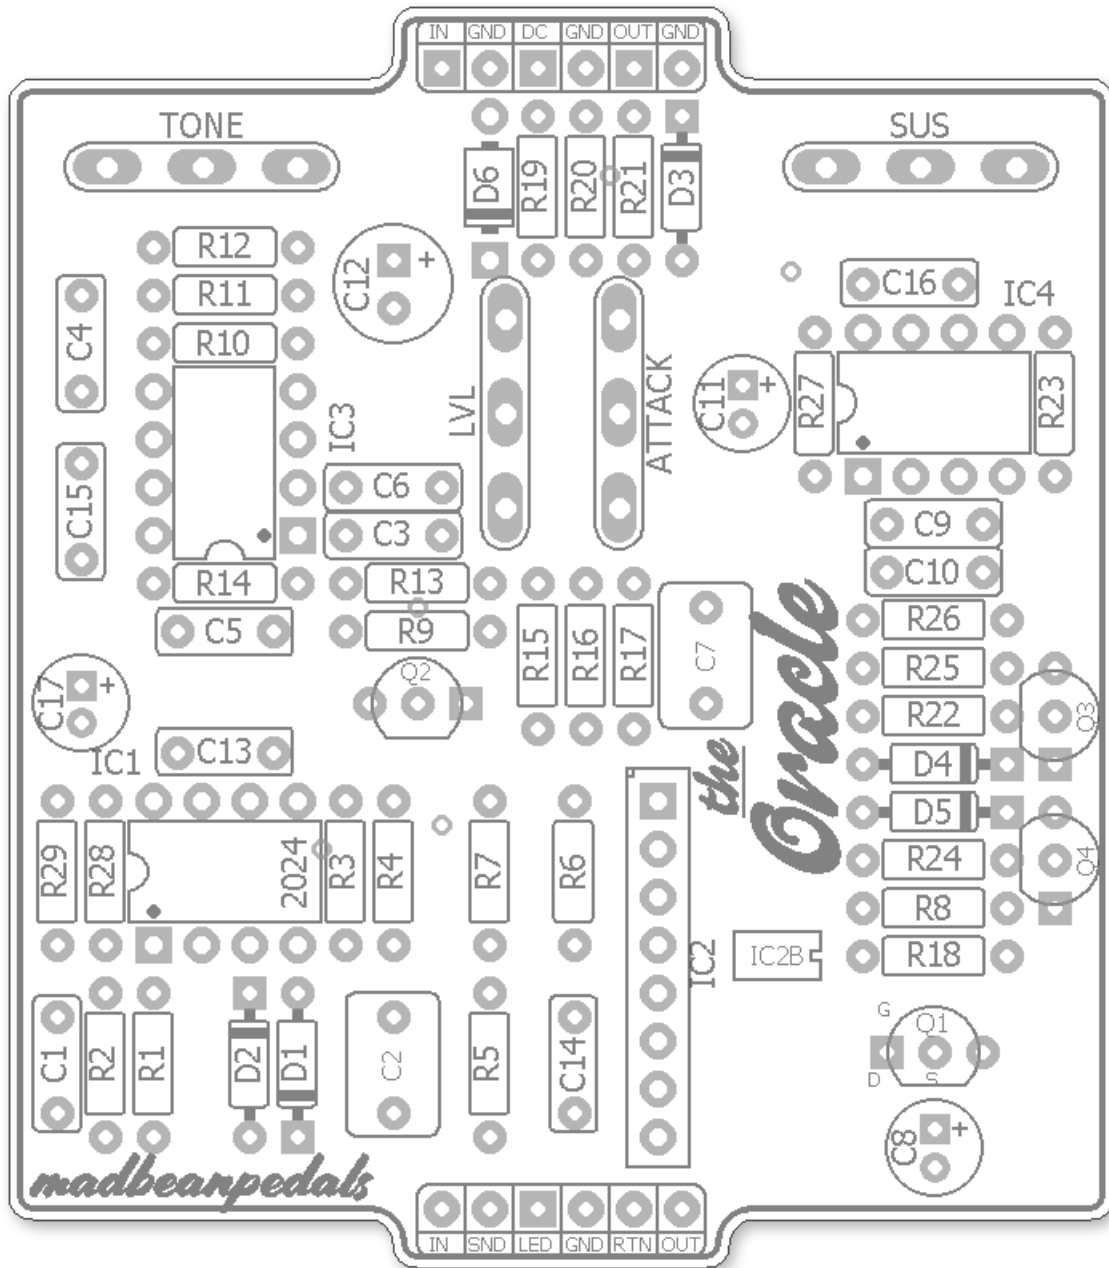 IN GND DC GND OUT GND
TONE
SUS
D6
R19
R20
R21
D3
R12
C12
R11
C16
IC4
C4
R10
LVL
ATTACK
C11
R27
R23
IC3
C15
C6
C3
C9
R14
R13
C10
C5
R9
R15
R16
R17
C7
R26
R25
Q2
C17
R22
Q3
IC1
C13
D4
the
Oracle
D5
R29
R28
2024
R3
R4
R7
R6
R24
Q4
R8
IC2
IC2B
R18
G
Q1
D
S
C1
R2
R1
D2
D1
C2
R5
C14
C8
madbeanpedals
IN SND LED GND RTN OUT